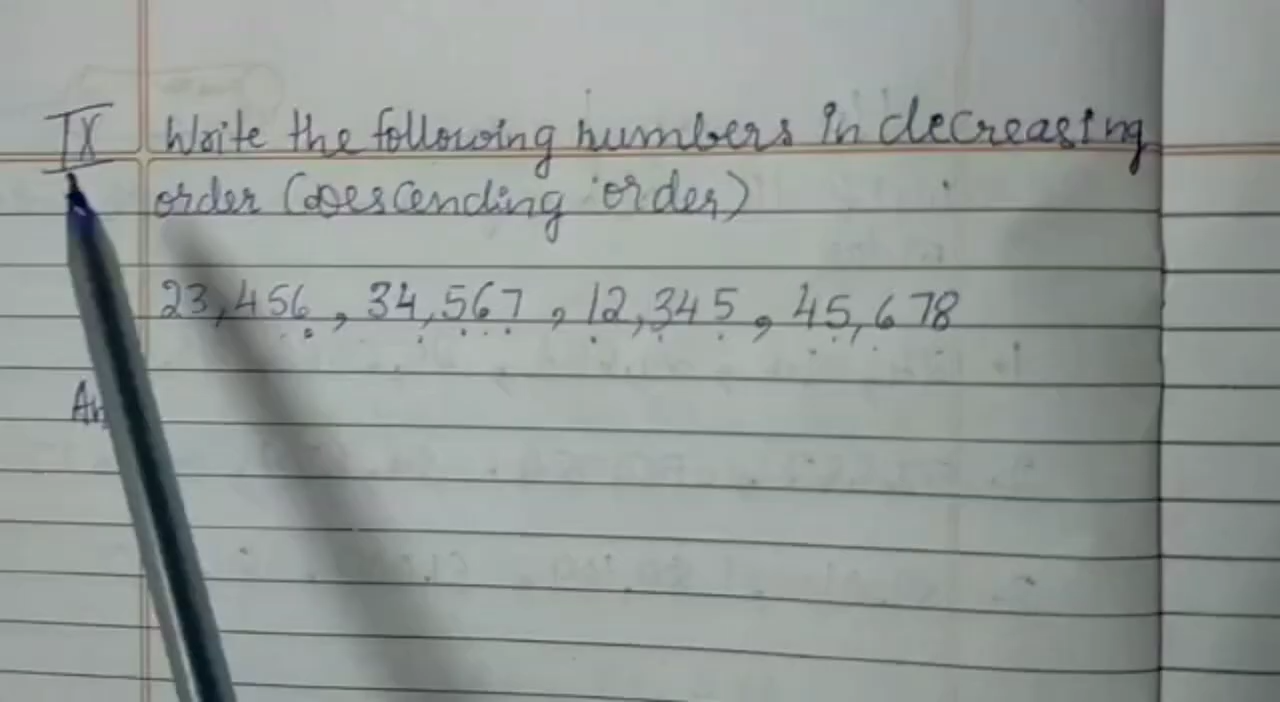 IX Write the following numbers in decreasing
order (Descending order)
23,456, 34,567, 12,345, 45,678